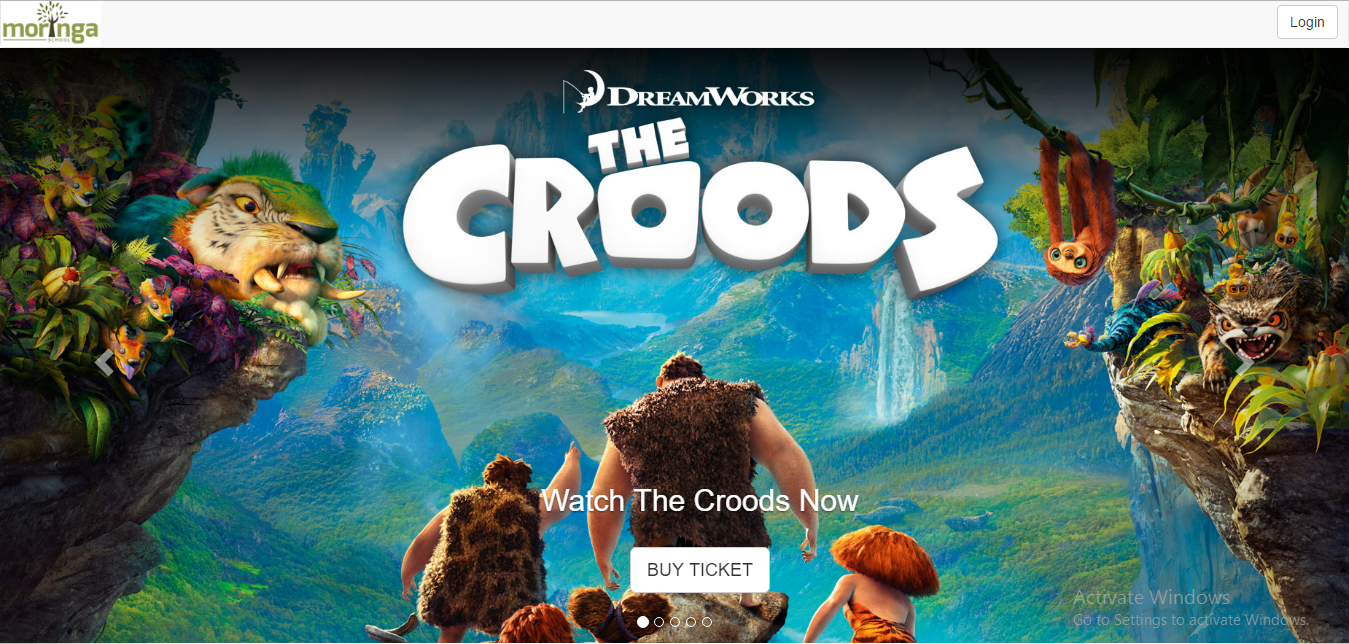 moringa
SCHOOL
Login
DREAMWORKS
THE
CROODS
Watch The Croods Now
BUY TICKET
Activate Windows
Go to Settings to activate Windows.